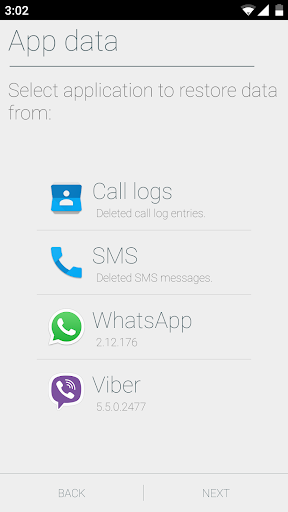 3:02
App data
Select application to restore data
from:
Call logs
Deleted call log entries.
SMS
Deleted SMS messages.
WhatsApp
2.12.176
Viber
5.5.0.2477
BACK
NEXT